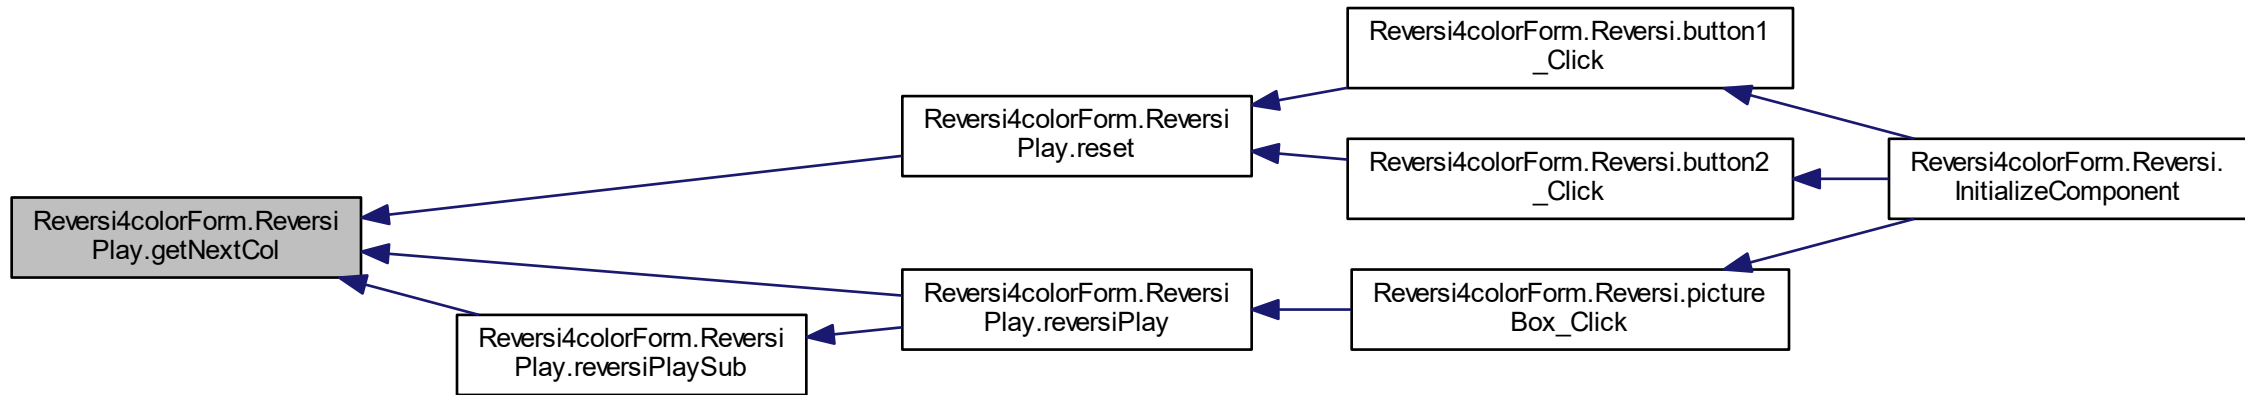 Reversi4colorForm.Reversi
Play.getNextCol
Reversi4colorForm.Reversi
Play.reset
Reversi4colorForm.Reversi.button1
_Click
Reversi4colorForm.Reversi.button2
_Click
Reversi4colorForm.Reversi.
InitializeComponent
Reversi4colorForm.Reversi
Play.reversiPlay
Reversi4colorForm.Reversi.picture
Box_Click
Reversi4colorForm.Reversi
Play.reversiPlaySub